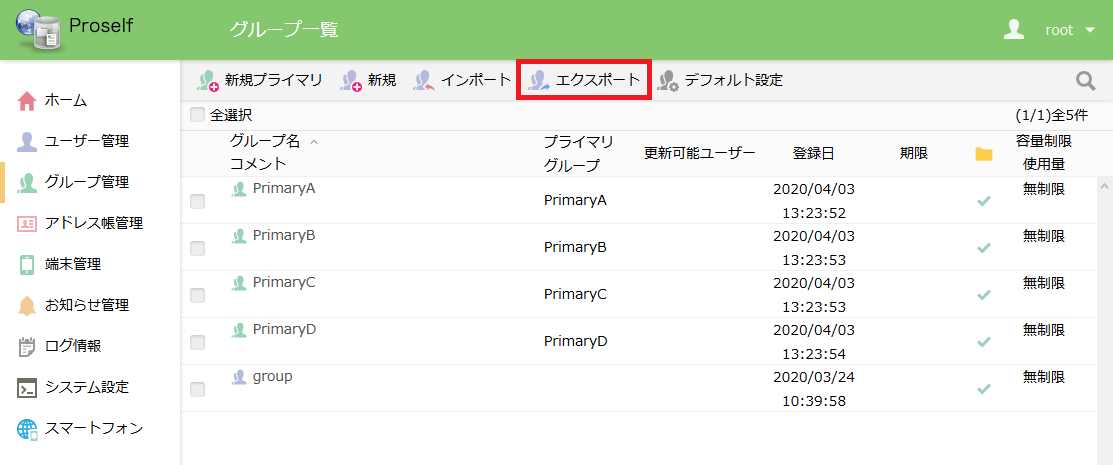 Proself
グループ一覧
root
新規プライマリ
新規
インポート
エクスポート
デフォルト設定
ホーム
ユーザー管理
グループ管理
アドレス帳管理
端末管理
お知らせ管理
ログ情報
システム設定
スマートフォン
全選択
(1/1)全5件
グループ名
コメント
プライマリ
グループ
更新可能ユーザー
登録日
期限
容量制限
使用量
PrimaryA
PrimaryA
2020/04/03
13:23:52
無制限
PrimaryB
PrimaryB
2020/04/03
13:23:53
無制限
PrimaryC
PrimaryC
2020/04/03
13:23:53
無制限
PrimaryD
PrimaryD
2020/04/03
13:23:54
無制限
group
2020/03/24
10:39:58
無制限